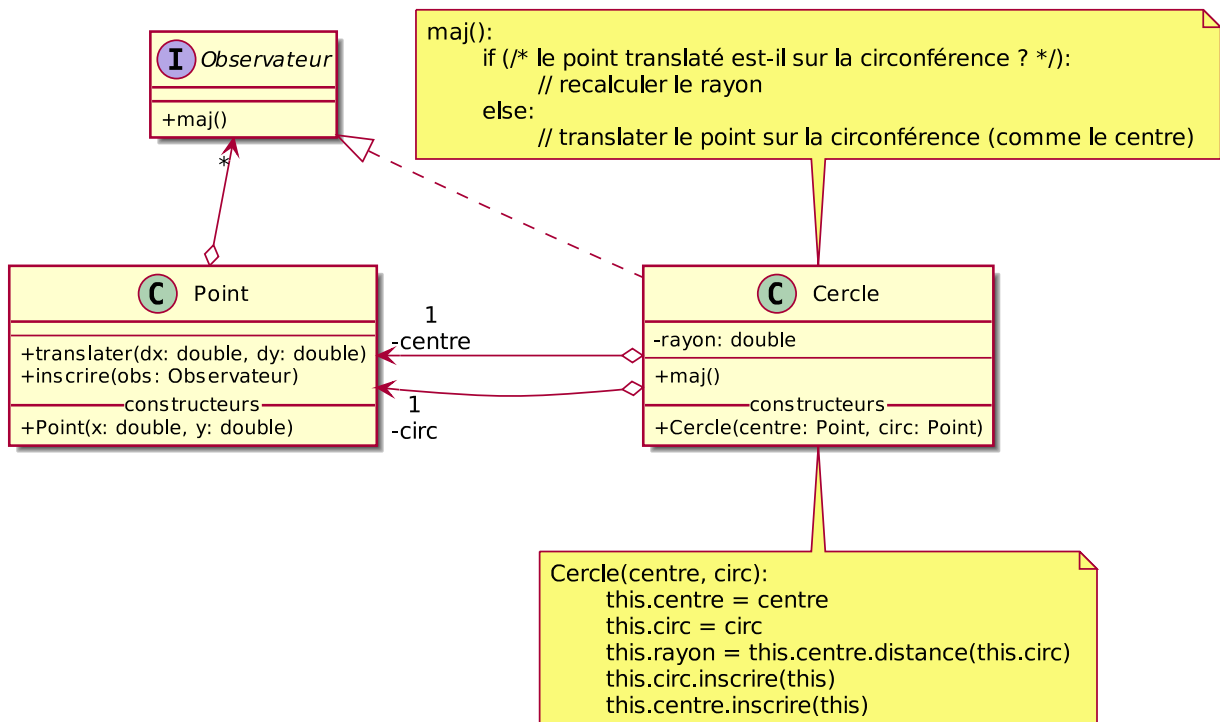 I Observateur
+maj()
maj():
if (/* le point translaté est-il sur la circonférence ? */):
// recalculer le rayon
else:
// translater le point sur la circonférence (comme le centre)
*
C Point
+translater(dx: double, dy: double)
+inscrire(obs: Observateur)
constructeurs
+Point(x: double, y: double)
1
-centre
1
-circ
C Cercle
-rayon: double
+maj()
constructeurs
+Cercle(centre: Point, circ: Point)
Cercle(centre, circ):
this.centre = centre
this.circ = circ
this.rayon = this.centre.distance(this.circ)
this.circ.inscrire(this)
this.centre.inscrire(this)